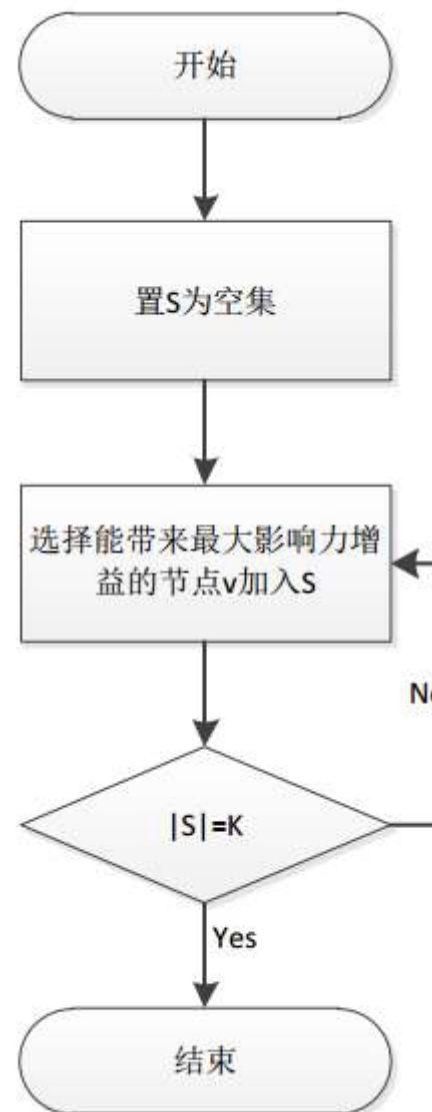 开始
置S为空集
选择能带来最大影响力增
益的节点v加入S
|S|=K
Yes
结束